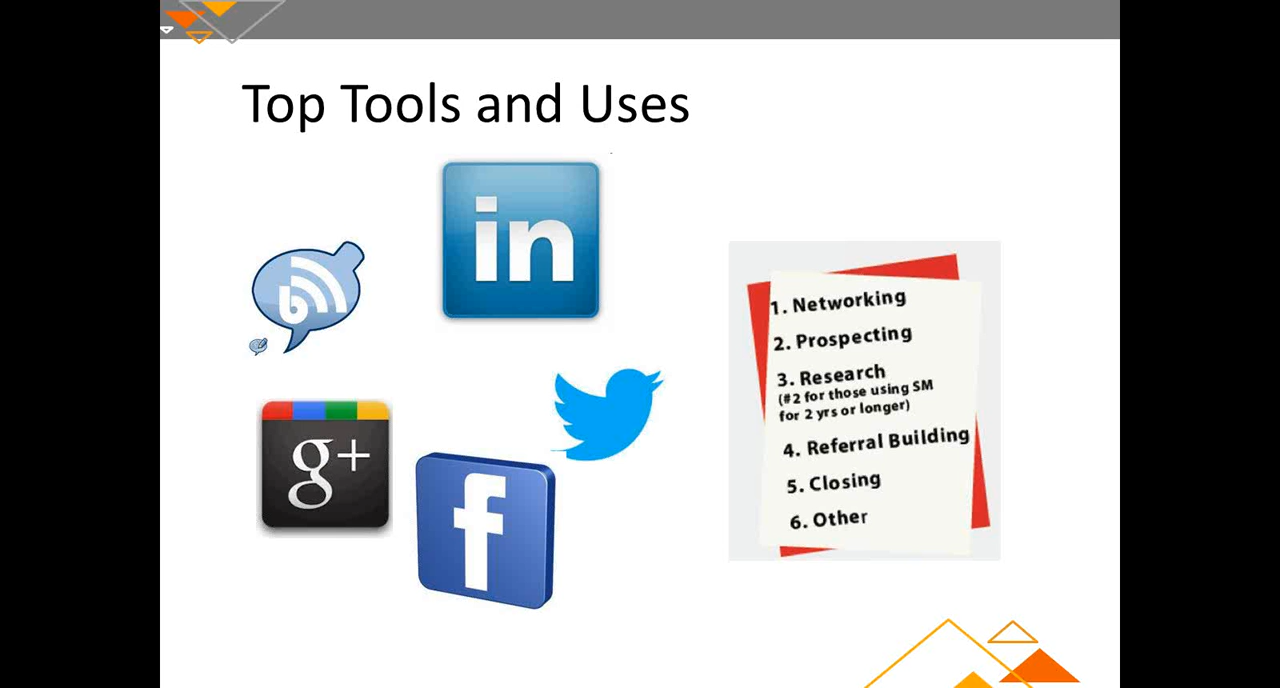 Top Tools and Uses
in
b
g+
f
1. Networking
2. Prospecting
3. Research
(#2 for those using SM
for 2 yrs or longer)
4. Referral Building
5. Closing
6. Other